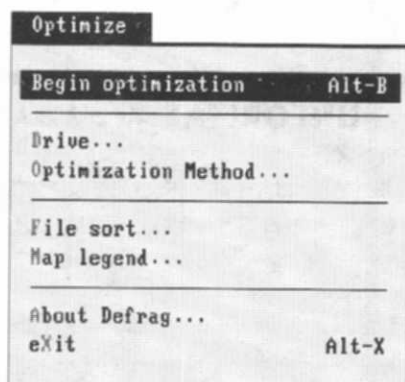 Optimize
Begin optimization Alt-B
Drive...
Optimization Method...
File sort...
Map legend...
About Defrag...
eXit Alt-X